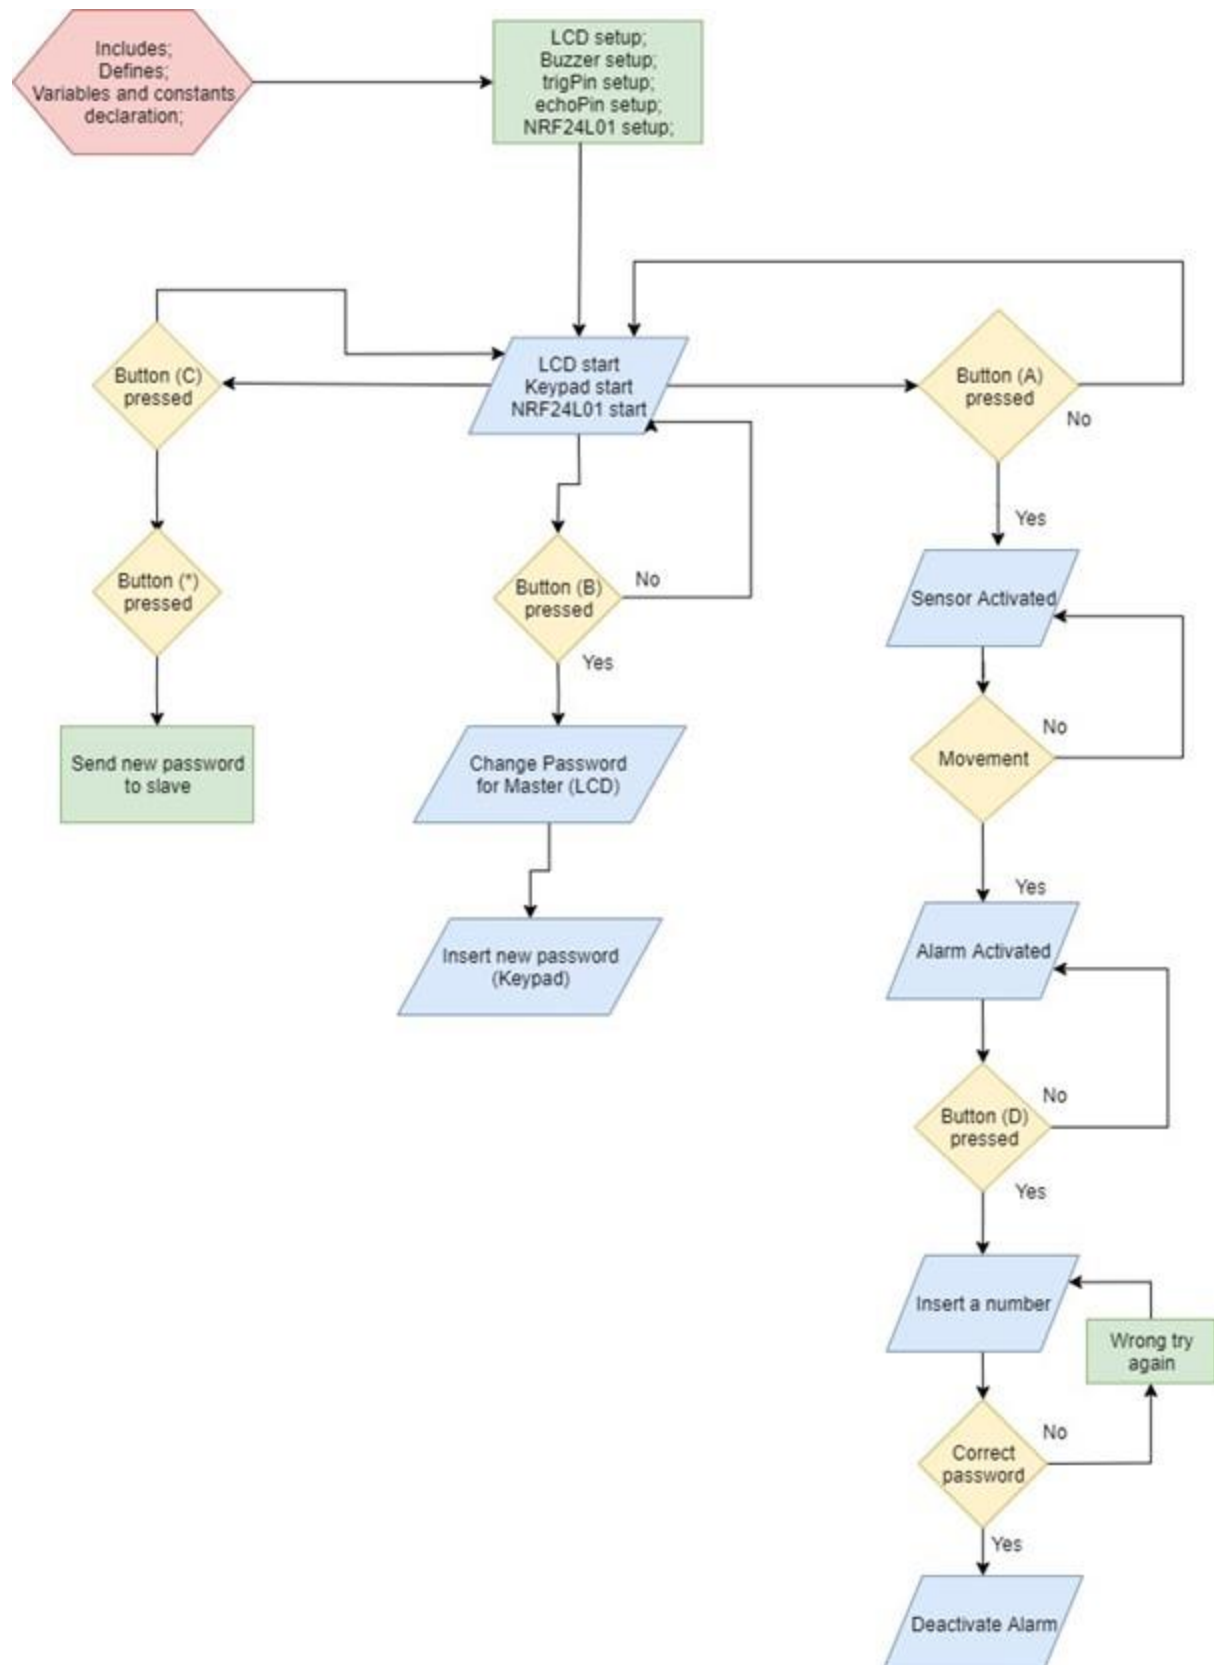 Includes;
Defines;
Variables and constants
declaration;
LCD setup;
Buzzer setup;
trigPin setup;
echoPin setup;
NRF24L01 setup;
Button (C)
pressed
LCD start
Keypad start
NRF24L01 start
Button (A)
pressed
No
Yes
Button (*)
pressed
Button (B)
pressed
No
Yes
Sensor Activated
Send new password
to slave
Change Password
for Master (LCD)
Movement
No
Yes
Insert new password
(Keypad)
Alarm Activated
Button (D)
pressed
No
Yes
Insert a number
Wrong try
again
Correct
password
No
Yes
Deactivate Alarm